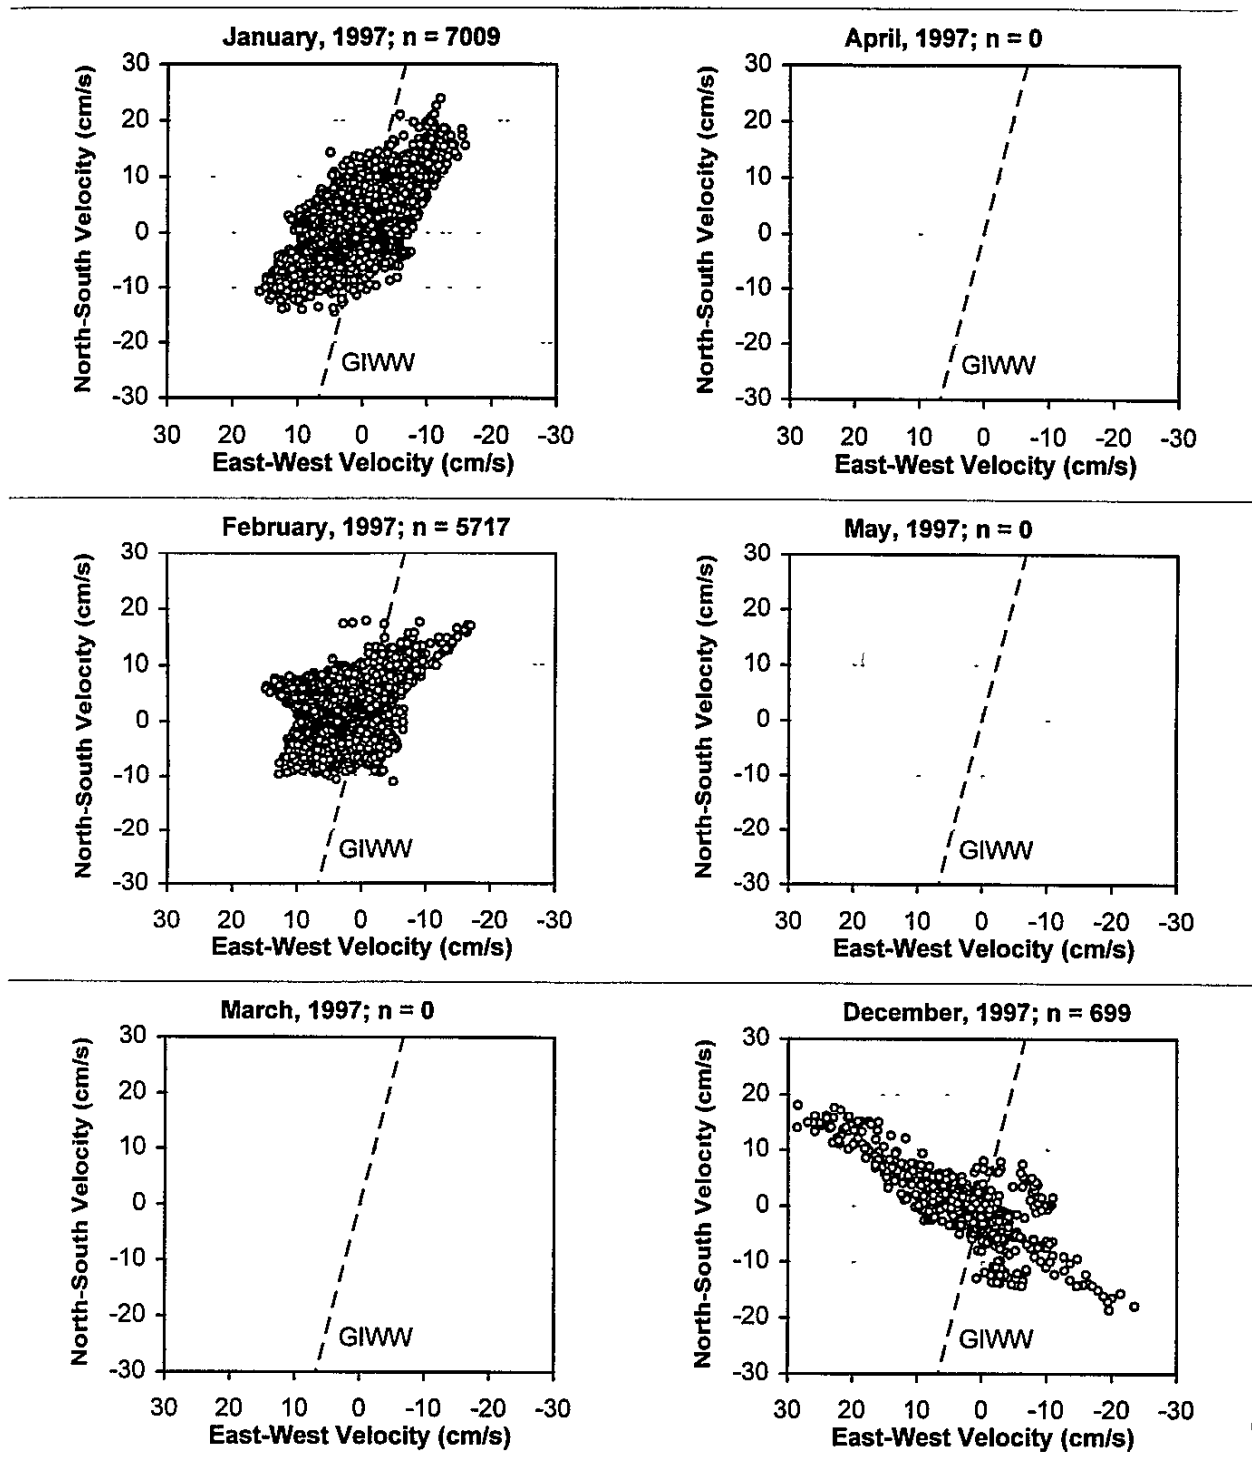 January, 1997; n = 7009
North-South Velocity (cm/s)
30
20
10
0
-10
-20
-30
GIWW
30 20 10 0 -10 -20 -30
East-West Velocity (cm/s)
April, 1997; n = 0
North-South Velocity (cm/s)
30
20
10
0
-10
-20
-30
GIWW
30 20 10 0 -10 -20 -30
East-West Velocity (cm/s)
February, 1997; n = 5717
North-South Velocity (cm/s)
30
20
10
0
-10
-20
-30
GIWW
30 20 10 0 -10 -20 -30
East-West Velocity (cm/s)
May, 1997; n = 0
North-South Velocity (cm/s)
30
20
10
0
-10
-20
-30
GIWW
30 20 10 0 -10 -20 -30
East-West Velocity (cm/s)
March, 1997; n = 0
North-South Velocity (cm/s)
30
20
10
0
-10
-20
-30
GIWW
30 20 10 0 -10 -20 -30
East-West Velocity (cm/s)
December, 1997; n = 699
North-South Velocity (cm/s)
30
20
10
0
-10
-20
-30
GIWW
30 20 10 0 -10 -20 -30
East-West Velocity (cm/s)